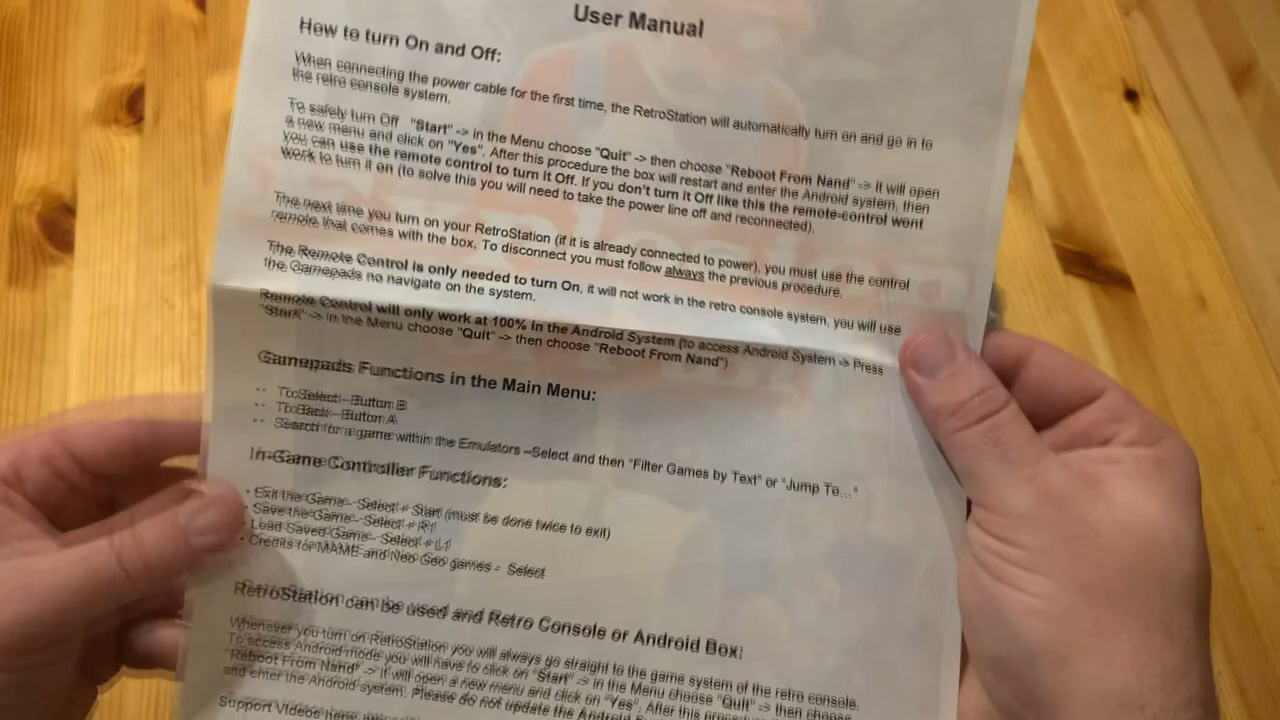 User Manual
How to turn On and Off:
When connecting the power cable for the first time, the RetroStation will automatically turn on and go in to
the retro console system.
To safely turn Off "Start" -> in the Menu choose "Quit" -> then choose "Reboot From Nand" -> it will open
a new menu and click on "Yes". After this procedure the box will restart and enter the Android system, then
you can use the remote control to turn it Off. If you don't turn it Off like this the remote-control wont
work to turn it on (to solve this you will need to take the power line off and reconnected).
The next time you turn on your RetroStation (if it is already connected to power), you must use the control
remote that comes with the box. To disconnect you must follow always the previous procedure.
The Remote Control is only needed to turn On, it will not work in the retro console system, you will use
the Gamepads no navigate on the system.
Remote Control will only work at 100% in the Android System (to access Android System -> Press
"Start" -> in the Menu choose "Quit" -> then choose "Reboot From Nand")
Gamepads Functions in the Main Menu:
- To Select – Button B
- To Back – Button A
- Search for a game within the Emulators –Select and then "Filter Games by Text" or "Jump To..."
In-Game Controller Functions:
- Exit the Game - Select + Start (must be done twice to exit)
- Save the Game - Select + R1
- Load Saved Game - Select + L1
- Credits for MAME and Neo Geo games - Select
RetroStation can be used and Retro Console or Android Box:
Whenever you turn on RetroStation you will always go straight to the game system of the retro console.
To access Android mode you will have to click on "Start" -> in the Menu choose "Quit" -> then choose
"Reboot From Nand" -> it will open a new menu and click on "Yes". After this procedure
and enter the Android system. Please do not update the Android
Support Videos